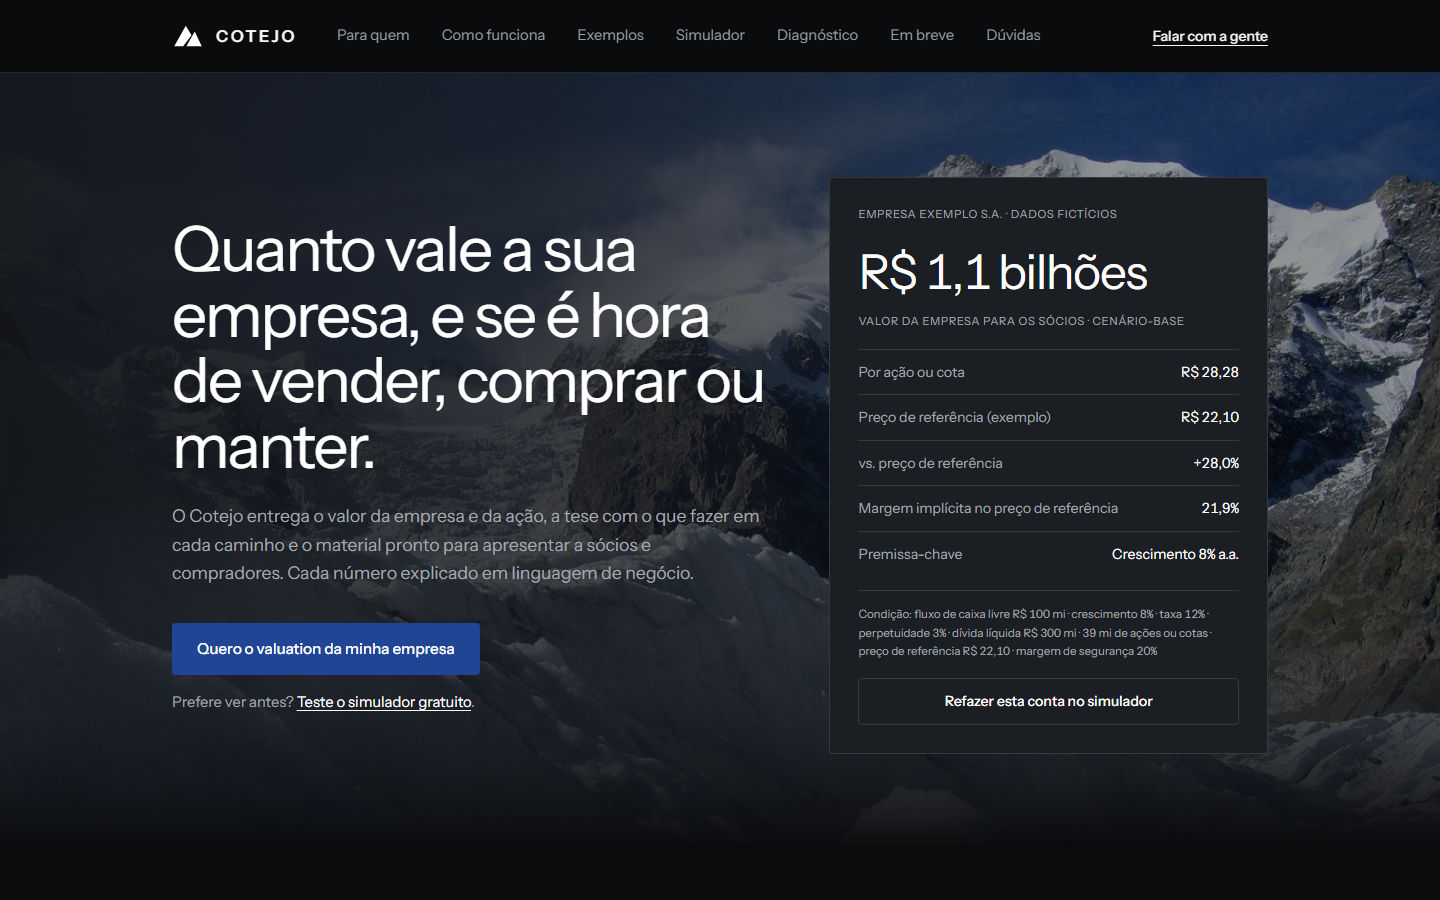 COTEJO
Para quem
Como funciona
Exemplos
Simulador
Diagnóstico
Em breve
Dúvidas
Falar com a gente
Quanto vale a sua
empresa, e se é hora
de vender, comprar ou
manter.
O Cotejo entrega o valor da empresa e da ação, a tese com o que fazer em
cada caminho e o material pronto para apresentar a sócios e
compradores. Cada número explicado em linguagem de negócio.
Quero o valuation da minha empresa
Prefere ver antes? Teste o simulador gratuito.
EMPRESA EXEMPLO S.A. · DADOS FICTÍCIOS
R$ 1,1 bilhões
VALOR DA EMPRESA PARA OS SÓCIOS · CENÁRIO-BASE
Por ação ou cota R$ 28,28
Preço de referência (exemplo) R$ 22,10
vs. preço de referência +28,0%
Margem implícita no preço de referência 21,9%
Premissa-chave Crescimento 8% a.a.
Condição: fluxo de caixa livre R$ 100 mi · crescimento 8% · taxa 12% ·
perpetuidade 3% · dívida líquida R$ 300 mi · 39 mi de ações ou cotas ·
preço de referência R$ 22,10 · margem de segurança 20%
Refazer esta conta no simulador